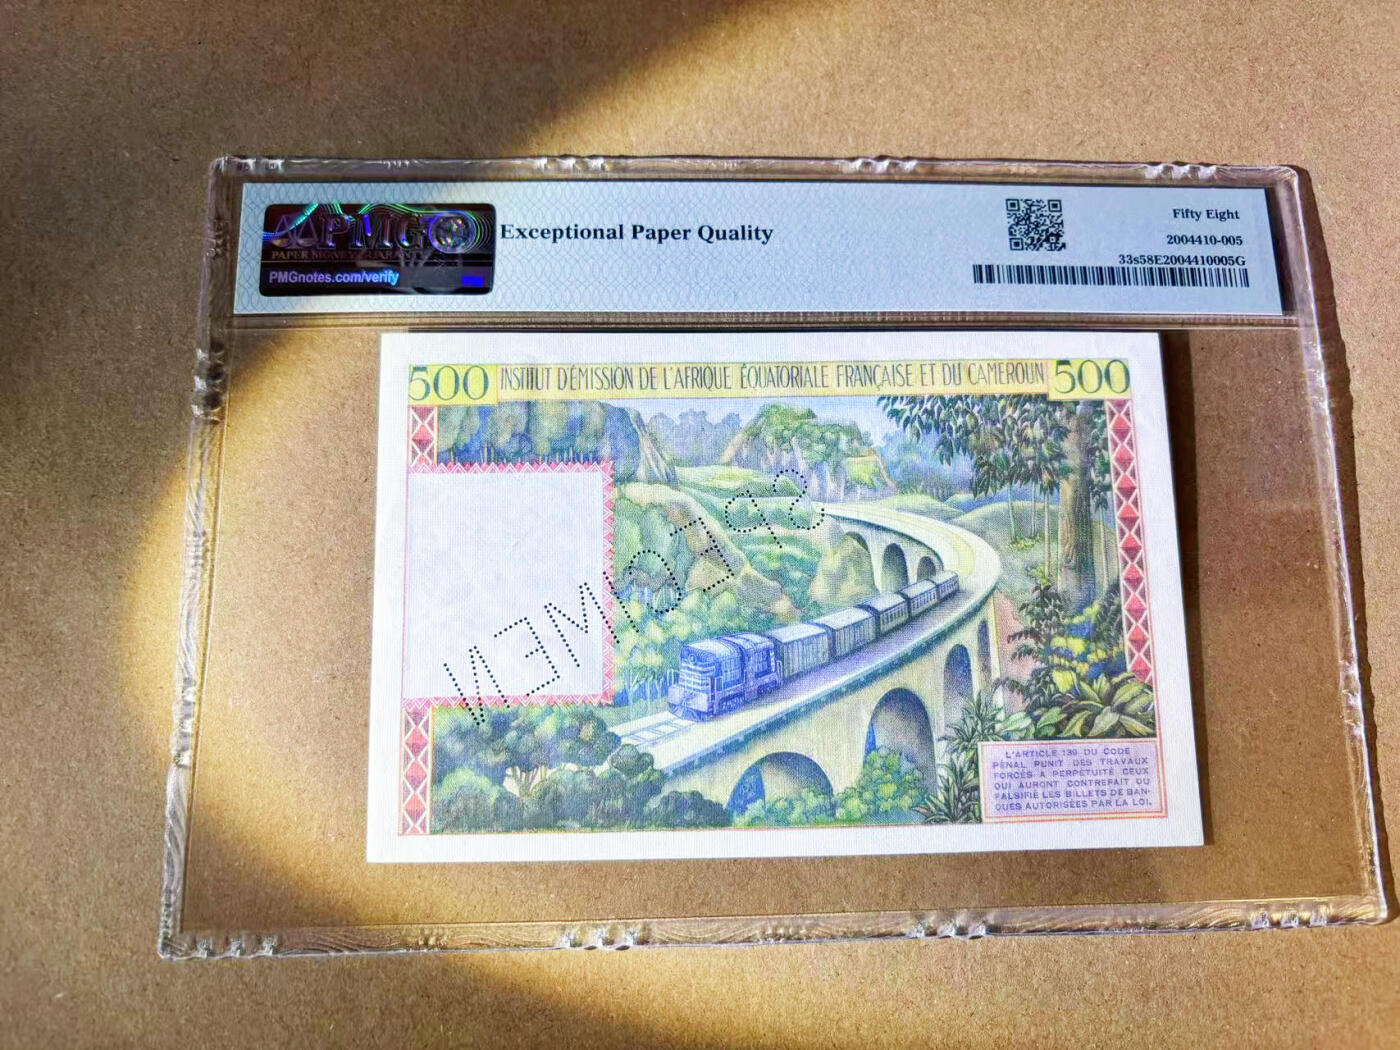 PMG
PAPER MONEY GUARANTY
PMGnotes.com/verify
Exceptional Paper Quality
Fifty Eight
2004410-005
33s58E2004410005G
500 INSTITUT D'ÉMISSION DE L'AFRIQUE ÉQUATORIALE FRANÇAISE ET DU CAMEROUN 500
SPECIMEN
L'ARTICLE 139 DU CODE
PÉNAL PUNIT DES TRAVAUX
FORCÉS A PERPÉTUITÉ CEUX
QUI AURONT CONTREFAIT OU
FALSIFIÉ LES BILLETS DE BAN-
QUES AUTORISÉES PAR LA LOI.